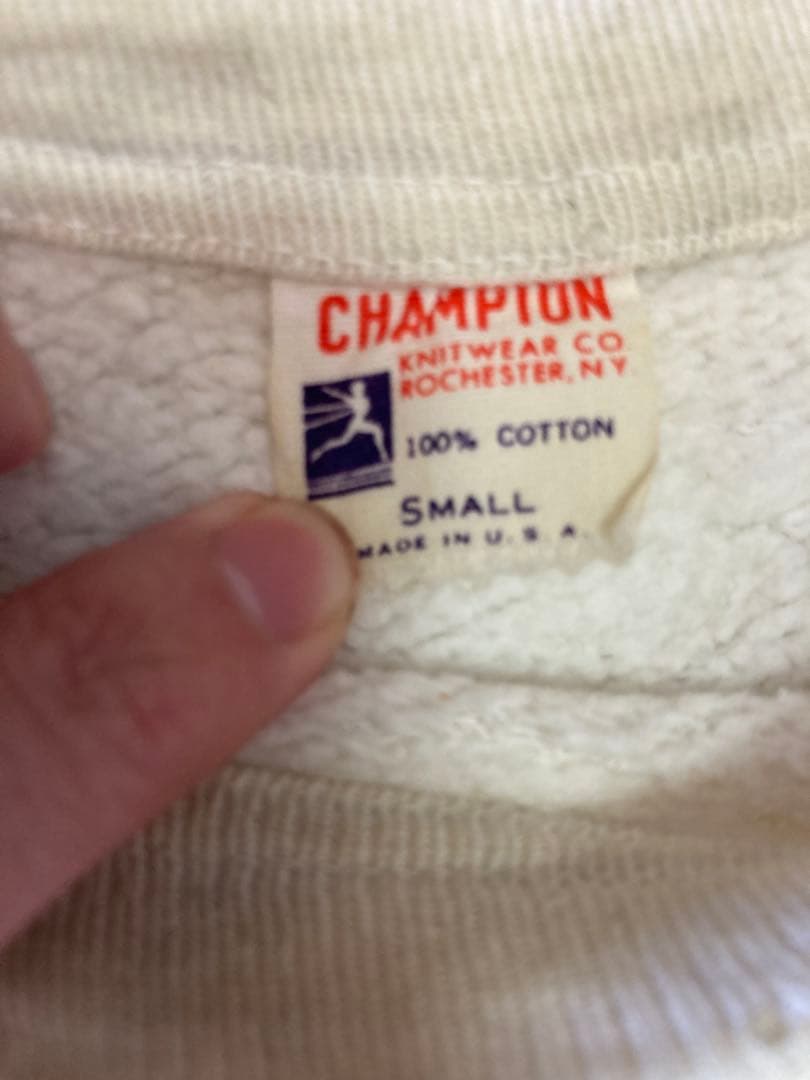 CHAMPION
KNITWEAR CO
ROCHESTER, N Y
100% COTTON
SMALL
MADE IN U. S. A.